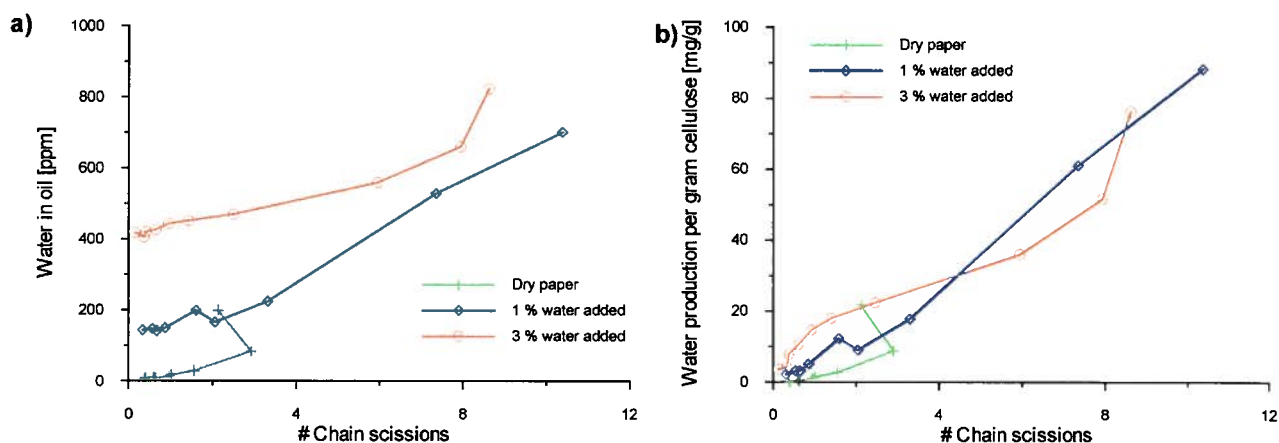 a)
1000
800
600
400
200
0
Water in oil [ppm]
Dry paper
1 % water added
3 % water added
0 4 8 12
# Chain scissions
b)
100
80
60
40
20
0
Water production per gram cellulose [mg/g]
Dry paper
1 % water added
3 % water added
0 4 8 12
# Chain scissions